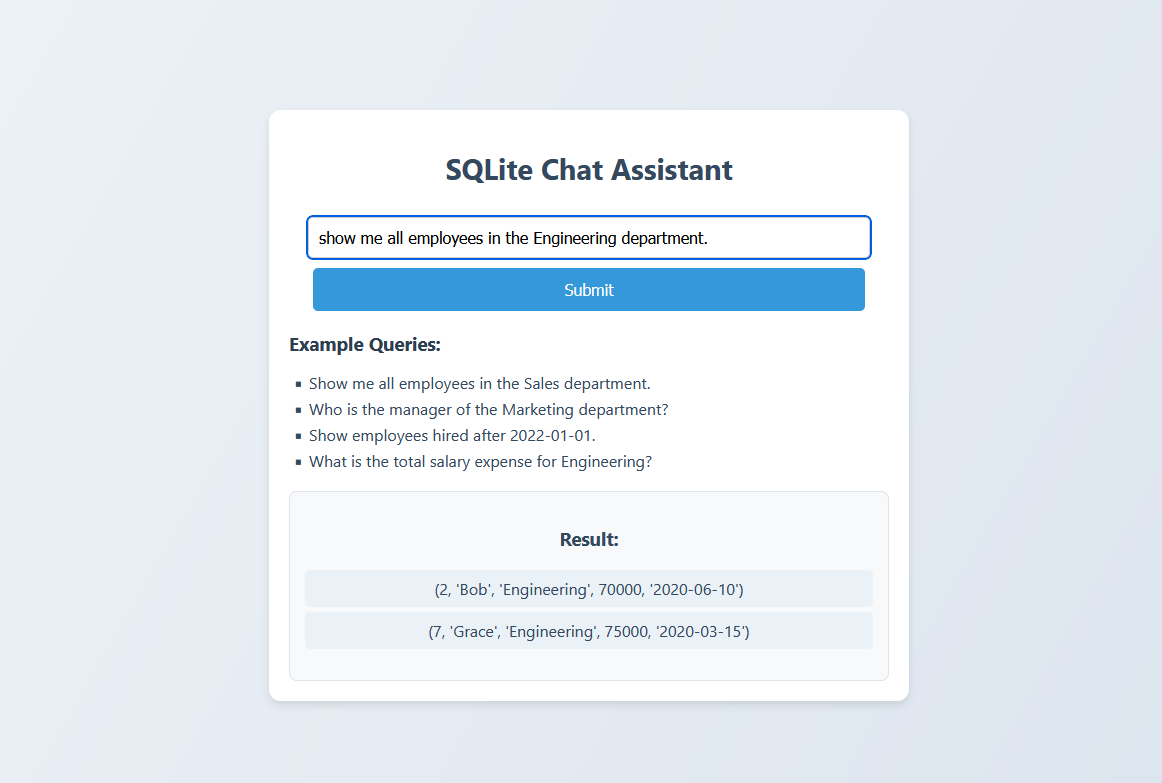 SQLite Chat Assistant
show me all employees in the Engineering department.
Submit
Example Queries:
Show me all employees in the Sales department.
Who is the manager of the Marketing department?
Show employees hired after 2022-01-01.
What is the total salary expense for Engineering?
Result:
(2, 'Bob', 'Engineering', 70000, '2020-06-10')
(7, 'Grace', 'Engineering', 75000, '2020-03-15')